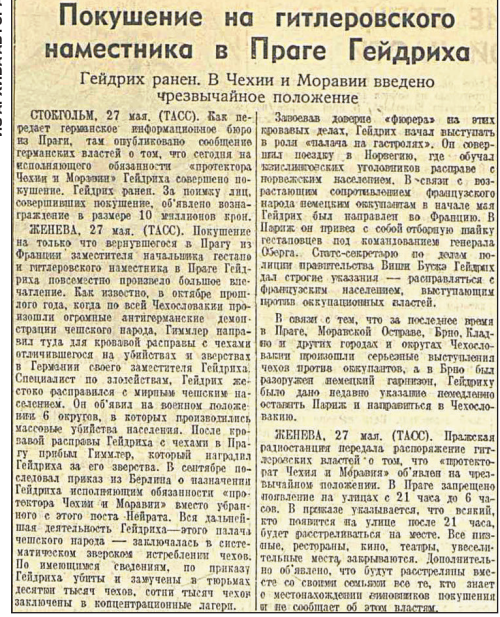 Покушение на гитлеровского
наместника в Праге Гейдриха
Гейдрих ранен. В Чехии и Моравии введено
чрезвычайное положение
СТОКГОЛЬМ, 27 мая. (ТАСС). Как пе-
редает германское информационное бюро
из Праги, там опубликовано сообщение
германских властей о том, что сегодня на
исполняющего обязанности «протектора
Чехии и Моравии» Гейдриха совершено по-
кушение. Гейдрих ранен. За поимку лиц,
совершивших покушение, объявлено возна-
граждение в размере 10 миллионов крон.
ЖЕНЕВА, 27 мая. (ТАСС). Покушение
на только что вернувшегося в Прагу из
Франции заместителя начальника гестапо
и гитлеровского наместника в Праге Гейд-
риха повсеместно произвело большое впе-
чатление. Как известно, в октябре прош-
лого года, когда по всей Чехословакии про-
изошли огромные антигерманские демон-
страции чешского народа, Гиммлер напра-
вил туда для кровавой расправы с чехами
отличившегося на убийствах и зверствах
в Германии своего заместителя Гейдриха.
Специалист по злодействам, Гейдрих же-
стоко расправился с мирным чешским на-
селением. Он об'явил на военном положе-
нии 6 округов, в которых производились
массовые убийства населения. После кро-
вавой расправы Гейдриха с чехами в Пра-
гу прибыл Гиммлер, который наградил
Гейдриха за его зверства. В сентябре по-
следовал приказ из Берлина о назначении
Гейдриха исполняющим обязанности «про-
тектора Чехии и Моравии» вместо убран-
ного с этого поста Нейрата. Вся дальней-
шая деятельность Гейдриха—этого палача
чешского народа — заключалась в систе-
матическом зверском истреблении чехов.
По имеющимся сведениям, по приказу
Гейдриха убиты и замучены в тюрьмах
десятки тысяч чехов, сотни тысяч чехов
заключены в концентрационные лагери.
Завоевав доверие «фюрера» на этих
кровавых делах, Гейдрих начал выступать
в роли «палача на гастролях». Он совер-
шил поездку в Норвегию, где обучал
квислинговских уголовников расправе с
норвежским населением. В связи с воз-
растающим сопротивлением французского
народа немецким оккупантам в начале мая
Гейдрих был направлен во Францию. В
Париж он привез с собой отборную шайку
гестаповцев под командованием генерала
Оберга. Статс-секретарю по делам по-
лиции правительства Виши Буске Гейдрих
дал строгие указания — расправляться с
французским населением, выступающим
против оккупационных властей.
В связи с тем, что за последнее время
в Праге, Моравской Остраве, Брно, Клад-
но и других городах и округах Чехосло-
вакии произошли серьезные выступления
чехов против оккупантов, а в Брно был
разоружен немецкий гарнизон, Гейдриху
было дано недавно указание немедленно
оставить Париж и направиться в Чехосло-
вакию.
ЖЕНЕВА, 27 мая. (ТАСС). Пражская
радиостанция передала распоряжение гит-
леровских властей о том, что «протекто-
рат Чехия и Моравия» об'явлен на чрез-
вычайном положении. В Праге запрещено
появление на улицах с 21 часа до 6 ча-
сов. В приказе указывается, что всякий,
кто появится на улице после 21 часа,
будет расстреливаться на месте. Все пив-
ные, рестораны, кино, театры, увесели-
тельные места, закрываются. Дополнитель-
но об'явлено, что будут расстреляны вме-
сте со своими семьями все те, кто знает
о местонахождении виновников покушения
и не сообщает об этом властям.